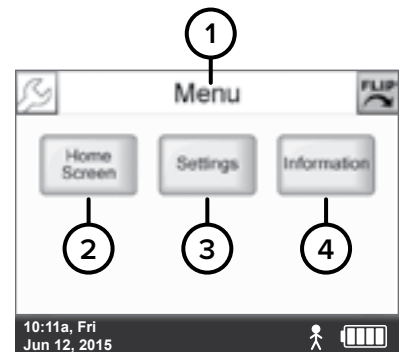 1
Menu
FLIP
Home
Screen
Settings
Information
2
3
4
10:11a, Fri
Jun 12, 2015